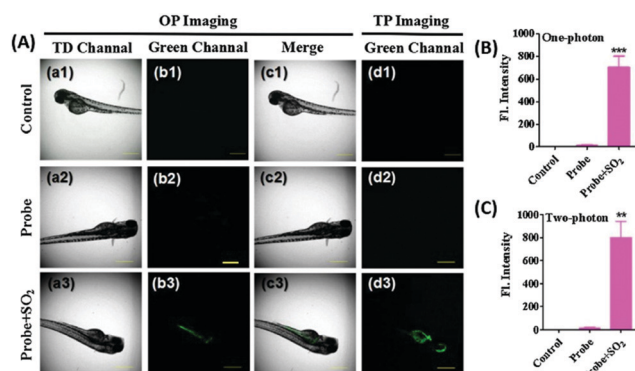 (A)
OP Imaging
TP Imaging
TD Channal
Green Channal
Merge
Green Channal
Control
(a1)
(b1)
(c1)
(d1)
Probe
(a2)
(b2)
(c2)
(d2)
Probe+SO2
(a3)
(b3)
(c3)
(d3)
(B)
One-photon
***
Fl. Intensity
1000
800
600
400
200
0
Control
Probe
Probe+SO2
(C)
Two-photon
**
Fl. Intensity
1000
800
600
400
200
0
Control
Probe
Probe+SO2